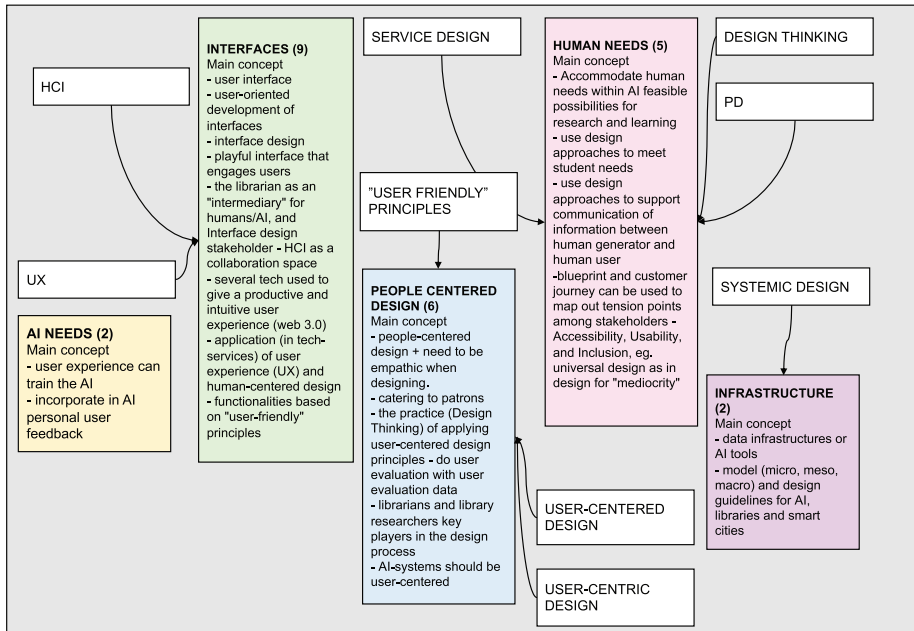 HCI
UX
AI NEEDS (2)
Main concept
- user experience can
train the AI
- incorporate in AI
personal user
feedback
INTERFACES (9)
Main concept
- user interface
- user-oriented
development of
interfaces
- interface design
- playful interface that
engages users
- the librarian as an
"intermediary" for
humans/AI, and
Interface design
stakeholder - HCI as a
collaboration space
- several tech used to
give a productive and
intuitive user
experience (web 3.0)
- application (in tech-
services) of user
experience (UX) and
human-centered design
- functionalities based
on "user-friendly"
principles
SERVICE DESIGN
"USER FRIENDLY"
PRINCIPLES
PEOPLE CENTERED
DESIGN (6)
Main concept
- people-centered
design + need to be
empathic when
designing.
- catering to patrons
- the practice (Design
Thinking) of applying
user-centered design
principles - do user
evaluation with user
evaluation data
- librarians and library
researchers key
players in the design
process
- AI-systems should be
user-centered
HUMAN NEEDS (5)
Main concept
- Accommodate human
needs within AI feasible
possibilities for
research and learning
- use design
approaches to meet
student needs
- use design
approaches to support
communication of
information between
human generator and
human user
-blueprint and customer
journey can be used to
map out tension points
among stakeholders -
Accessibility, Usability,
and Inclusion, eg.
universal design as in
design for "mediocrity"
USER-CENTERED
DESIGN
USER-CENTRIC
DESIGN
DESIGN THINKING
PD
SYSTEMIC DESIGN
INFRASTRUCTURE
(2)
Main concept
- data infrastructures or
AI tools
- model (micro, meso,
macro) and design
guidelines for AI,
libraries and smart
cities